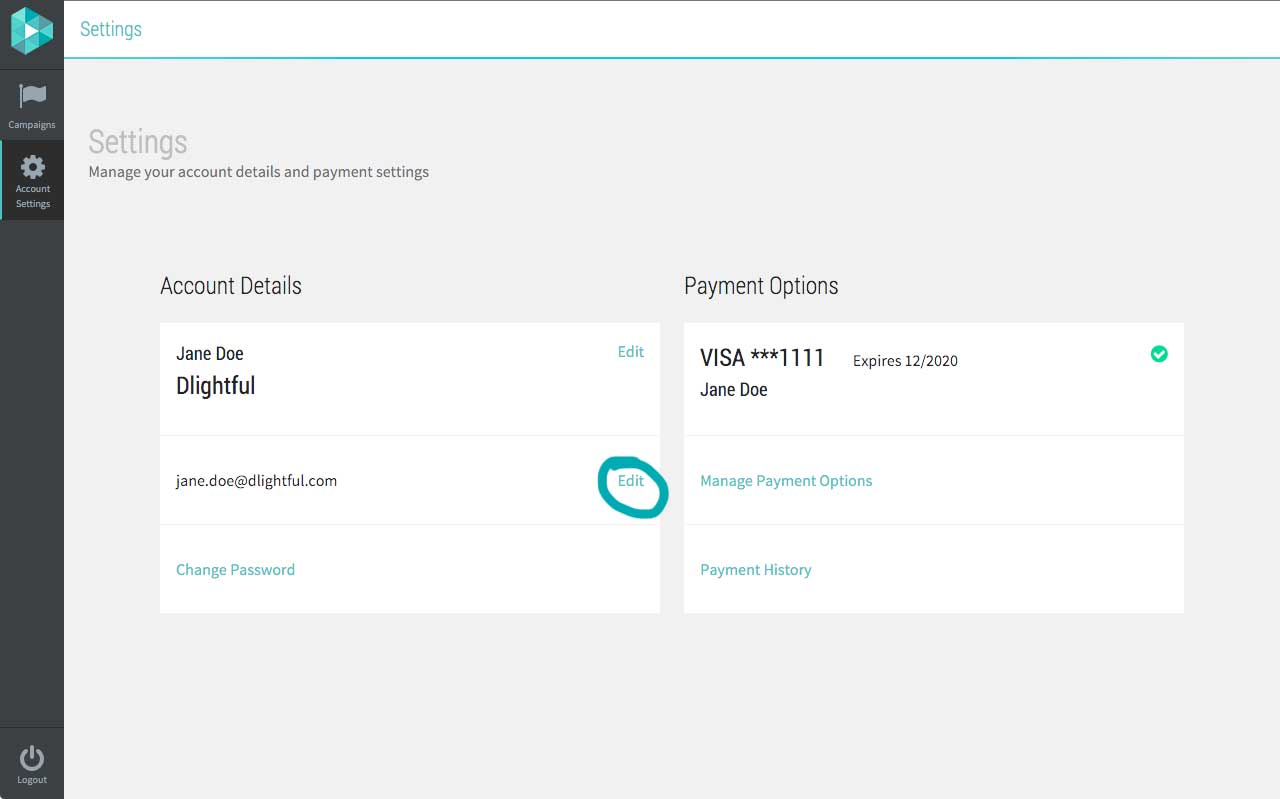 Settings
Campaigns
Account
Settings
Logout
Settings
Manage your account details and payment settings
Account Details
Jane Doe
Edit
Dlightful
jane.doe@dlightful.com
Edit
Change Password
Payment Options
VISA ***1111 Expires 12/2020
Jane Doe
Manage Payment Options
Payment History